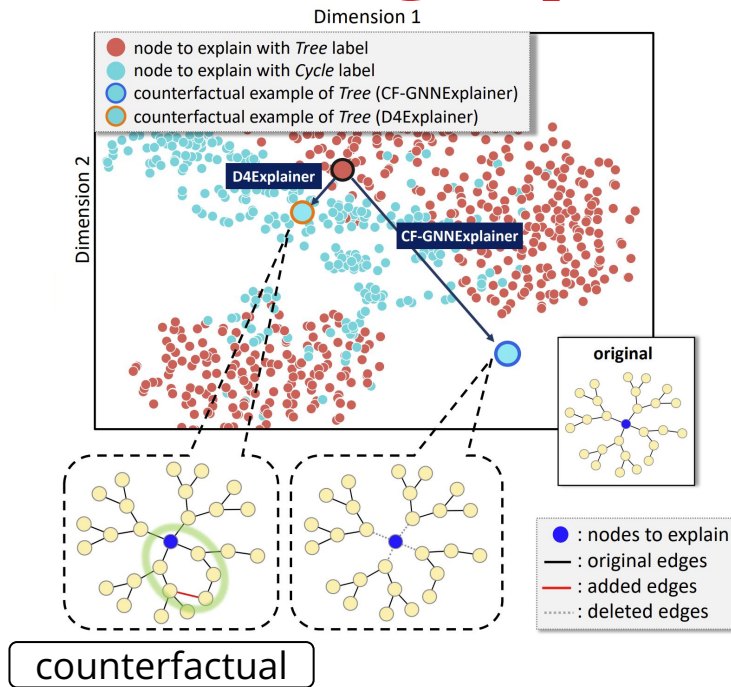 Dimension 1
node to explain with Tree label
node to explain with Cycle label
counterfactual example of Tree (CF-GNNExplainer)
counterfactual example of Tree (D4Explainer)
Dimension 2
D4Explainer
CF-GNNExplainer
original
: nodes to explain
: original edges
: added edges
: deleted edges
counterfactual